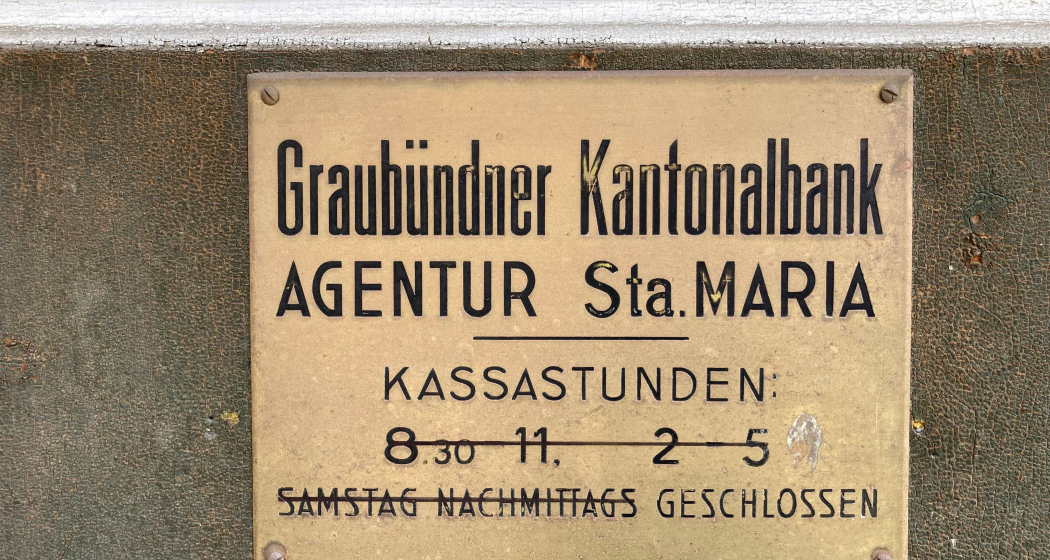 Graubündner Kantonalbank
AGENTUR Sta. MARIA
KASSASTUNDEN:
8.30 - 11, 2 - 5
SAMSTAG NACHMITTAGS GESCHLOSSEN